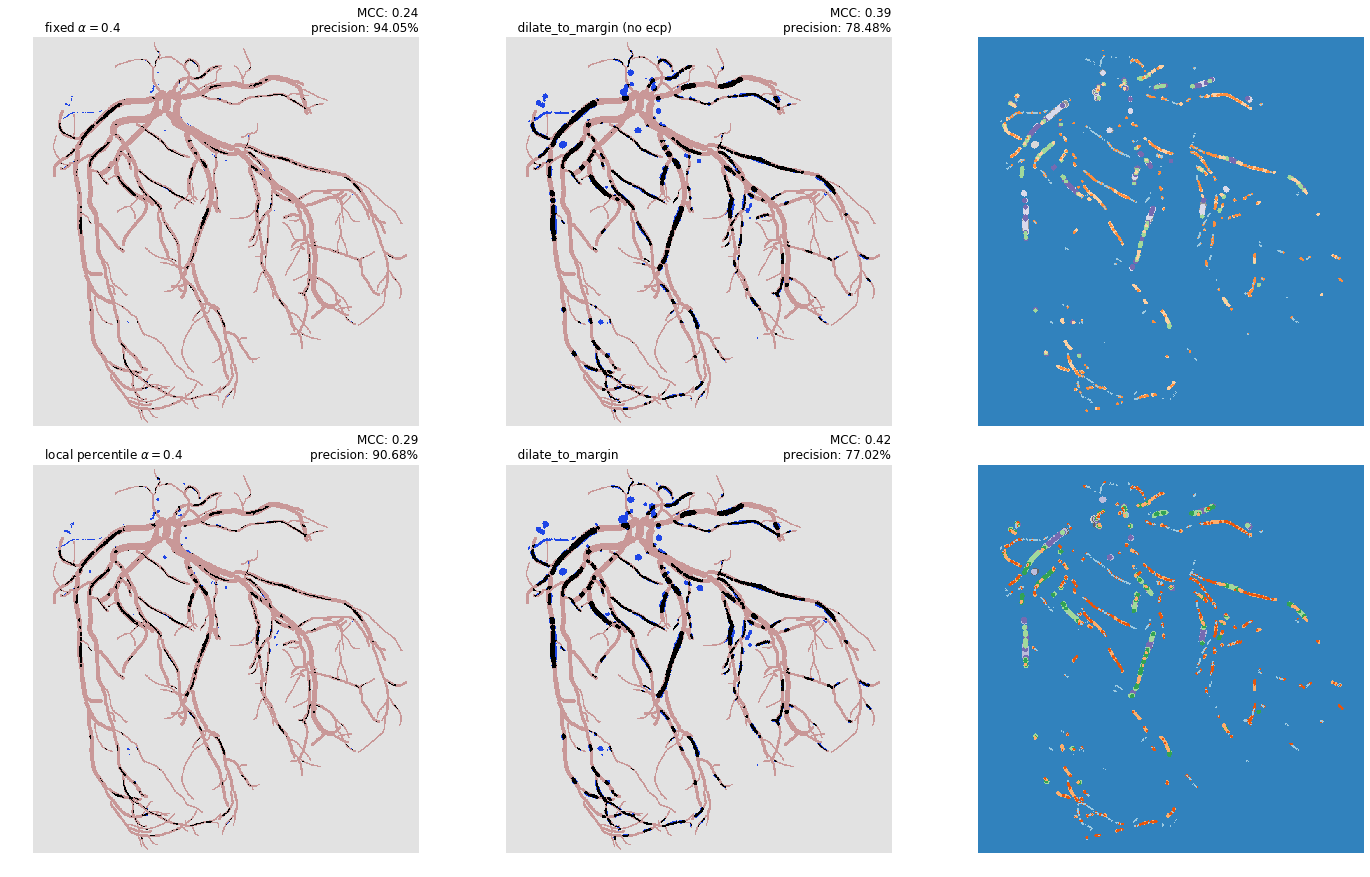 MCC: 0.24
fixed α = 0.4
precision: 94.05%
MCC: 0.39
dilate_to_margin (no ecp)
precision: 78.48%
MCC: 0.29
local percentile α = 0.4
precision: 90.68%
MCC: 0.42
dilate_to_margin
precision: 77.02%